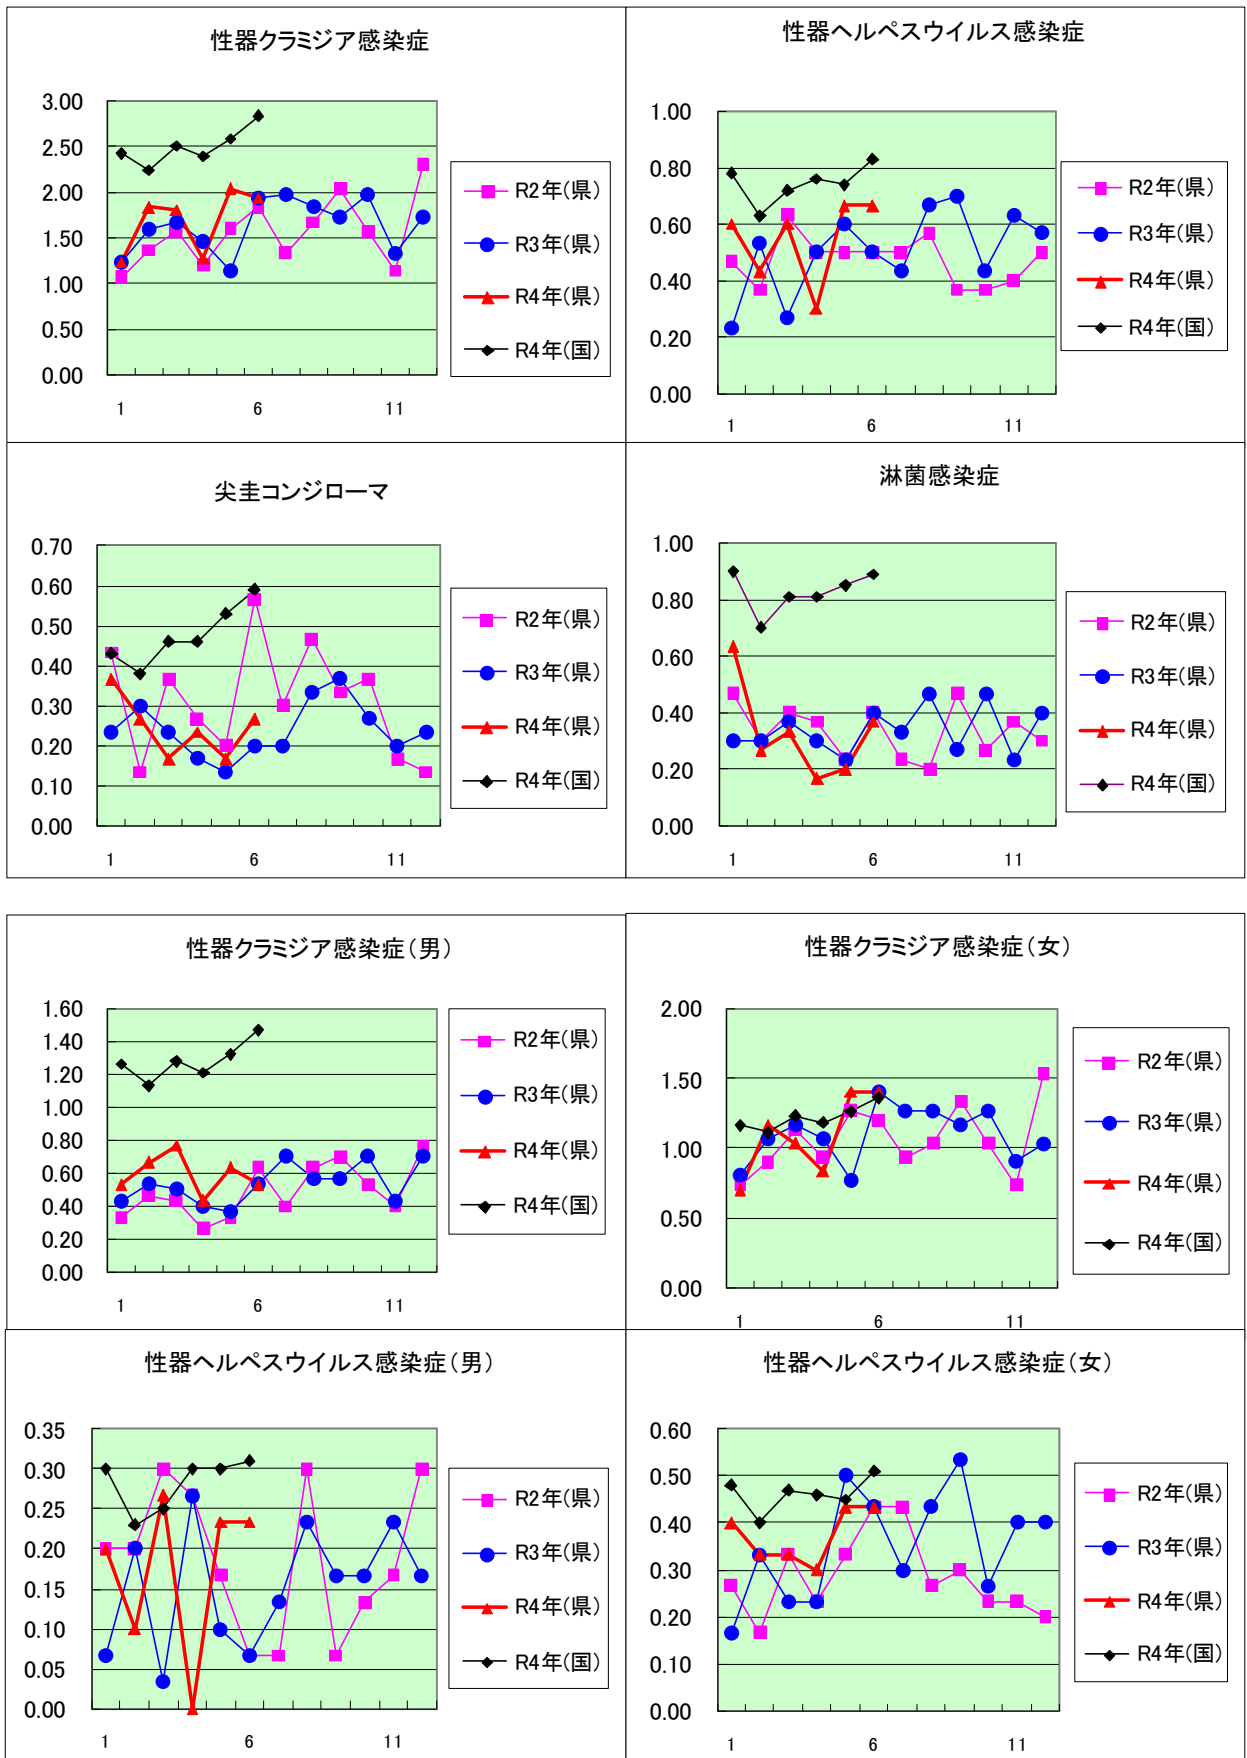 性器クラミジア感染症
3.00
2.50
2.00
1.50
1.00
0.50
0.00
1 6 11
R2年(県)
R3年(県)
R4年(県)
R4年(国)
性器ヘルペスウイルス感染症
1.00
0.80
0.60
0.40
0.20
0.00
1 6 11
R2年(県)
R3年(県)
R4年(県)
R4年(国)
尖圭コンジローマ
0.70
0.60
0.50
0.40
0.30
0.20
0.10
0.00
1 6 11
R2年(県)
R3年(県)
R4年(県)
R4年(国)
淋菌感染症
1.00
0.80
0.60
0.40
0.20
0.00
1 6 11
R2年(県)
R3年(県)
R4年(県)
R4年(国)
性器クラミジア感染症(男)
1.60
1.40
1.20
1.00
0.80
0.60
0.40
0.20
0.00
1 6 11
R2年(県)
R3年(県)
R4年(県)
R4年(国)
性器クラミジア感染症(女)
2.00
1.50
1.00
0.50
0.00
1 6 11
R2年(県)
R3年(県)
R4年(県)
R4年(国)
性器ヘルペスウイルス感染症(男)
0.35
0.30
0.25
0.20
0.15
0.10
0.05
0.00
1 6 11
R2年(県)
R3年(県)
R4年(県)
R4年(国)
性器ヘルペスウイルス感染症(女)
0.60
0.50
0.40
0.30
0.20
0.10
0.00
1 6 11
R2年(県)
R3年(県)
R4年(県)
R4年(国)